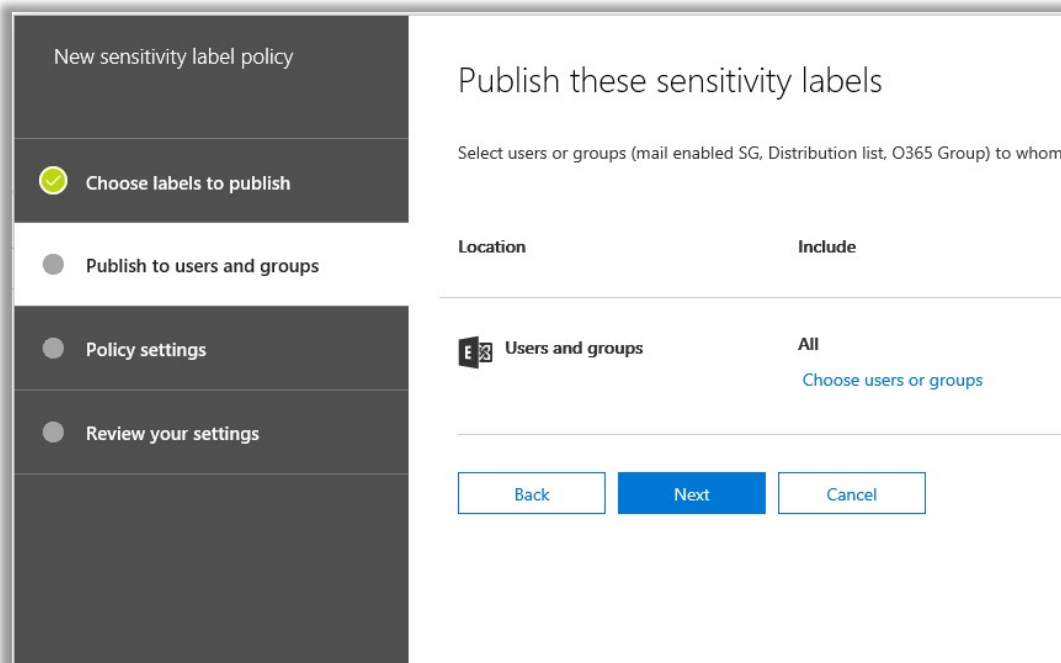 New sensitivity label policy
Choose labels to publish
Publish to users and groups
Policy settings
Review your settings
Publish these sensitivity labels
Select users or groups (mail enabled SG, Distribution list, O365 Group) to whom
Location Include
E Users and groups All
Choose users or groups
Back Next Cancel